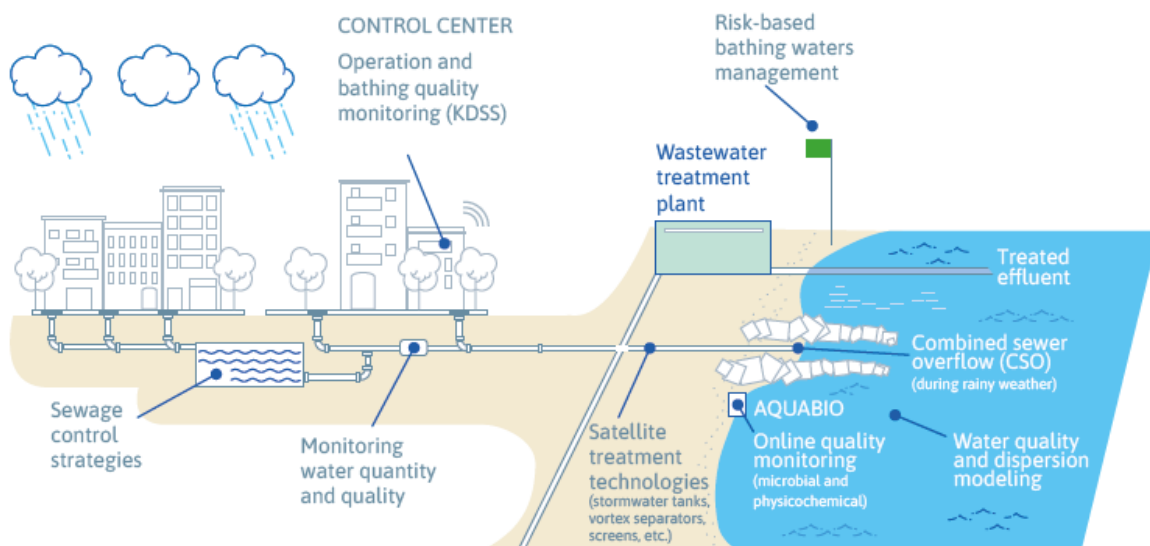 CONTROL CENTER
Operation and
bathing quality
monitoring (KDSS)
Risk-based
bathing waters
management
Wastewater
treatment
plant
Treated
effluent
Combined sewer
overflow (CSO)
(during rainy weather)
AQUABIO
Online quality
monitoring
(microbial and
physicochemical)
Water quality
and dispersion
modeling
Sewage
control
strategies
Monitoring
water quantity
and quality
Satellite
treatment
technologies
(stormwater tanks,
vortex separators,
screens, etc.)